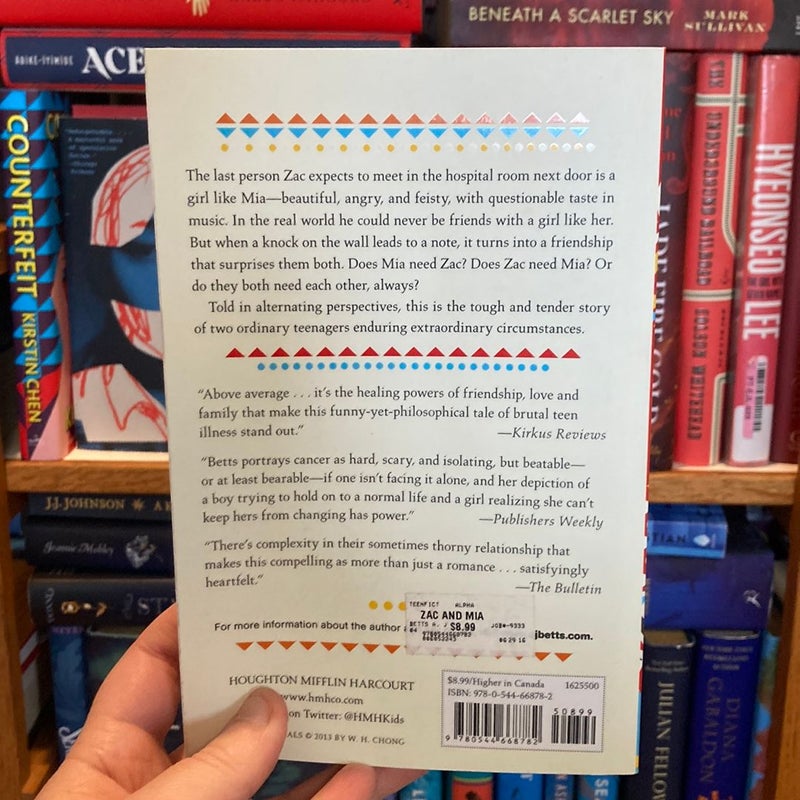 BENEATH A SCARLET SKY
MARK SULLIVAN
ACE
COUNTERFEIT KIRSTIN CHEN
The last person Zac expects to meet in the hospital room next door is a
girl like Mia—beautiful, angry, and feisty, with questionable taste in
music. In the real world he could never be friends with a girl like her.
But when a knock on the wall leads to a note, it turns into a friendship
that surprises them both. Does Mia need Zac? Does Zac need Mia? Or
do they both need each other, always?
Told in alternating perspectives, this is the tough and tender story
of two ordinary teenagers enduring extraordinary circumstances.
“Above average . . . it’s the healing powers of friendship, love and
family that make this funny-yet-philosophical tale of brutal teen
illness stand out.” —Kirkus Reviews
“Betts portrays cancer as hard, scary, and isolating, but beatable—
or at least bearable—if one isn’t facing it alone, and her depiction of
a boy trying to hold on to a normal life and a girl realizing she can’t
keep hers from changing has power.” —Publishers Weekly
“There’s complexity in their sometimes thorny relationship that
makes this compelling as more than just a romance . . . satisfyingly
heartfelt.” —The Bulletin
TEENFICT ALPHA
ZAC AND MIA
BETTS A. J $8.99
For more information about the author
jbetts.com.
HOUGHTON MIFFLIN HARCOURT
www.hmhco.com
on Twitter: @HMHKids
ALS © 2013 BY W. H. CHONG
$8.99/Higher in Canada 1625500
ISBN: 978-0-544-66878-2
50899
9 780544 668782
HYEONSEO LEE
COLSON WHITEHEAD
J.J. JOHNSON
JULIAN FELLOW
DIANA GABALDON